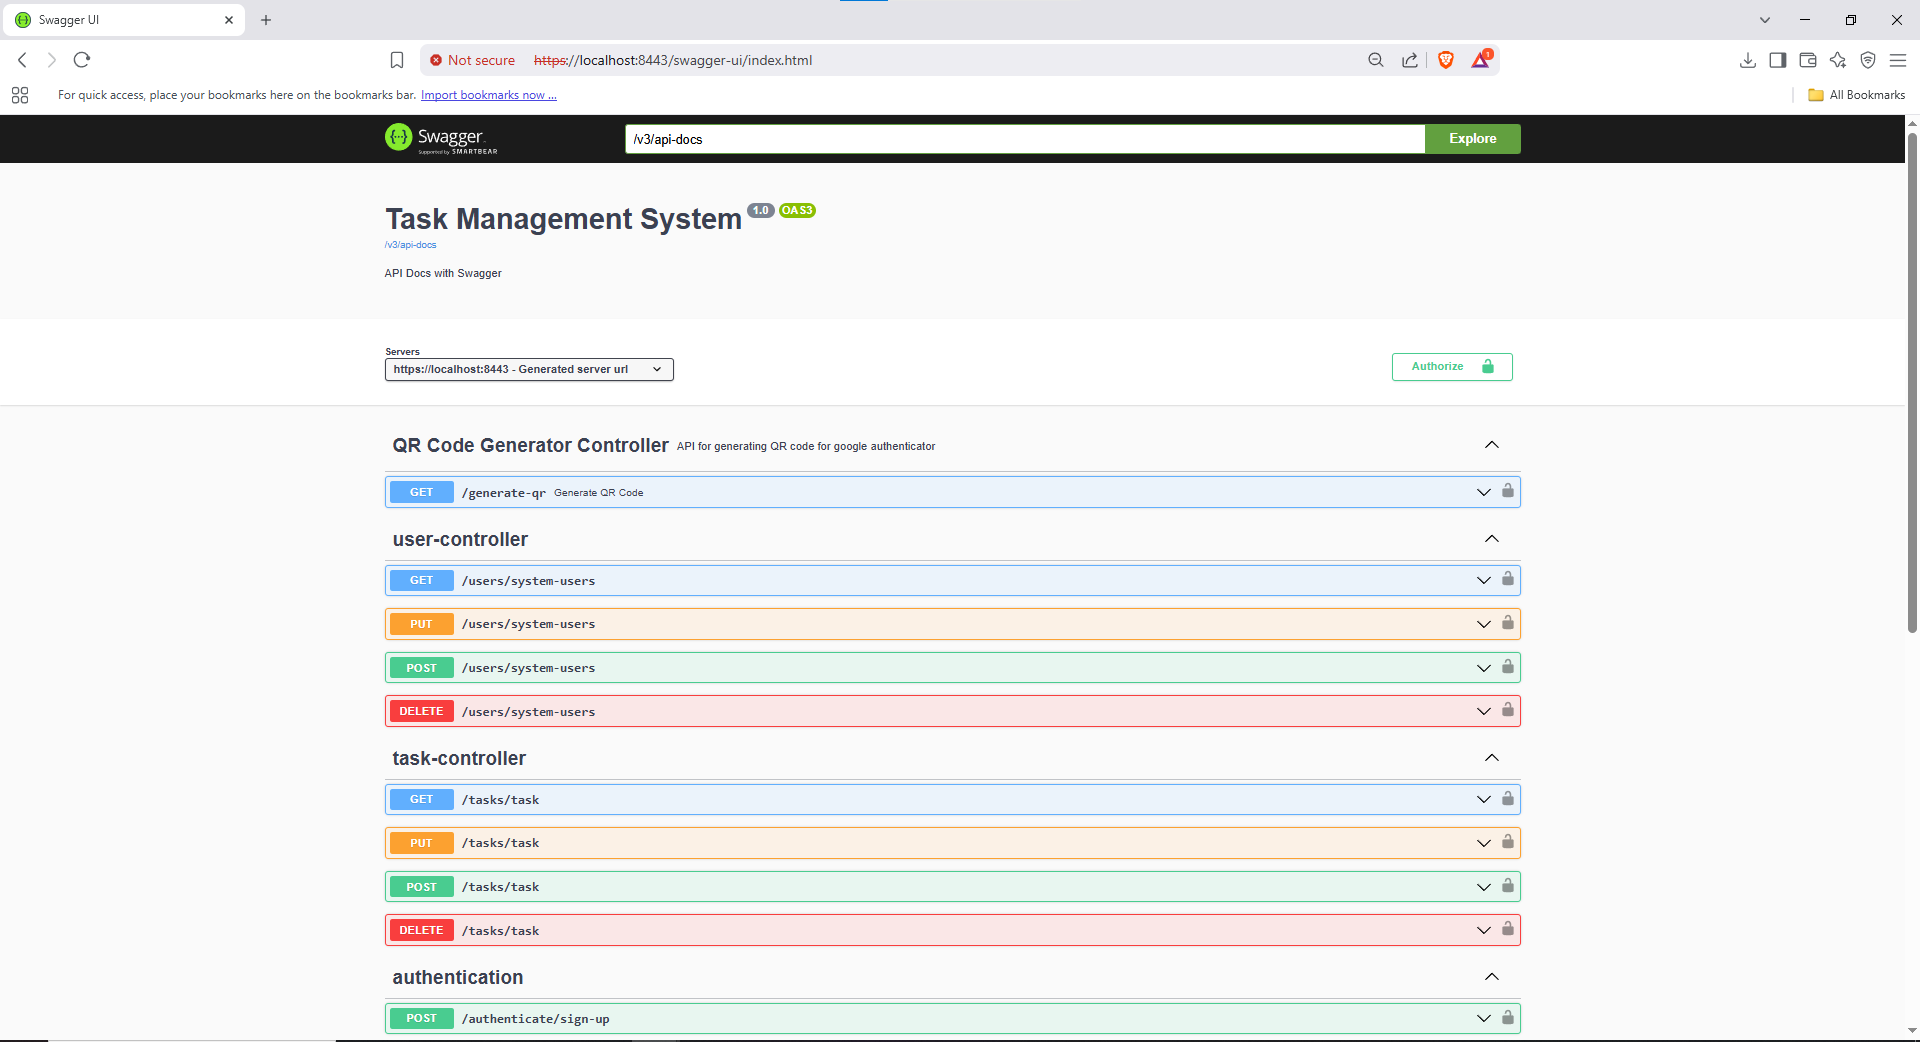 Swagger UI
Not secure https://localhost:8443/swagger-ui/index.html 1
For quick access, place your bookmarks here on the bookmarks bar. Import bookmarks now ... All Bookmarks
Swagger
Supported by SMARTBEAR
/v3/api-docs Explore
Task Management System 1.0 OAS3
/v3/api-docs
API Docs with Swagger
Servers
https://localhost:8443 - Generated server url
Authorize
QR Code Generator Controller API for generating QR code for google authenticator
GET /generate-qr Generate QR Code
user-controller
GET /users/system-users
PUT /users/system-users
POST /users/system-users
DELETE /users/system-users
task-controller
GET /tasks/task
PUT /tasks/task
POST /tasks/task
DELETE /tasks/task
authentication
POST /authenticate/sign-up